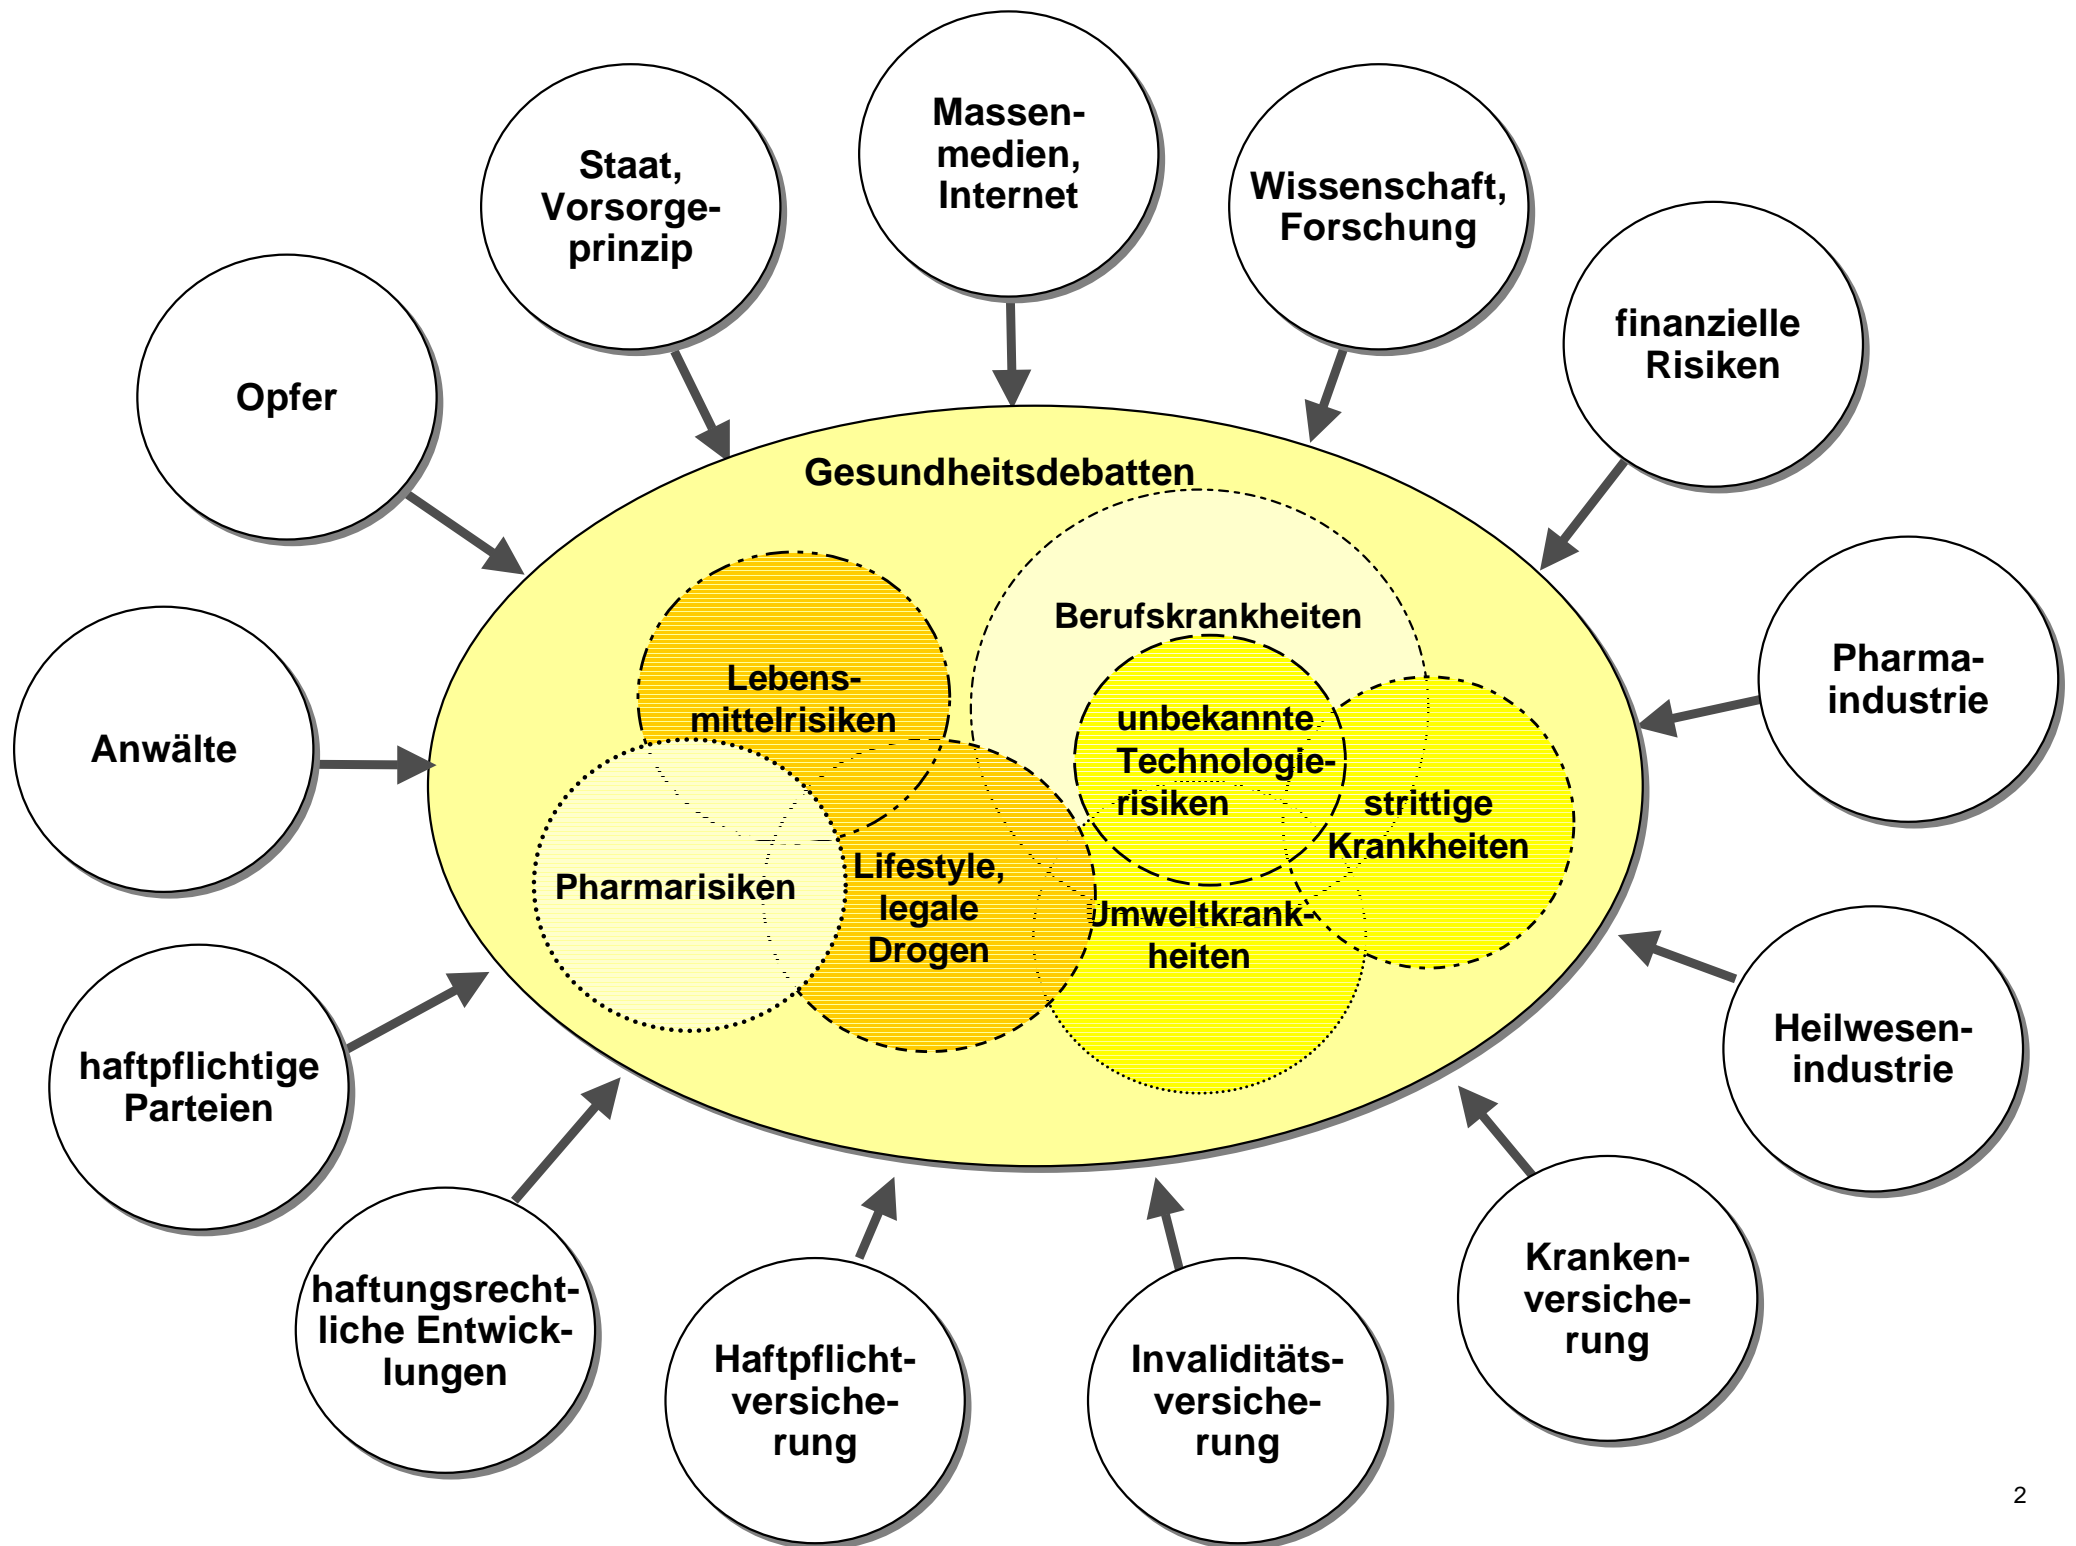 Massen-
medien,
Internet
Staat,
Vorsorge-
prinzip
Wissenschaft,
Forschung
finanzielle
Risiken
Opfer
Gesundheitsdebatten
Berufskrankheiten
Pharma-
industrie
Lebens-
mittelrisiken
unbekannte
Technologie-
risiken
Anwälte
strittige
Krankheiten
Lifestyle,
legale
Drogen
Pharmarisiken
Umweltkrank-
heiten
haftpflichtige
Parteien
Heilwesen-
industrie
haftungsrecht-
liche Entwick-
lungen
Haftpflicht-
versiche-
rung
Invaliditäts-
versiche-
rung
Kranken-
versiche-
rung
2